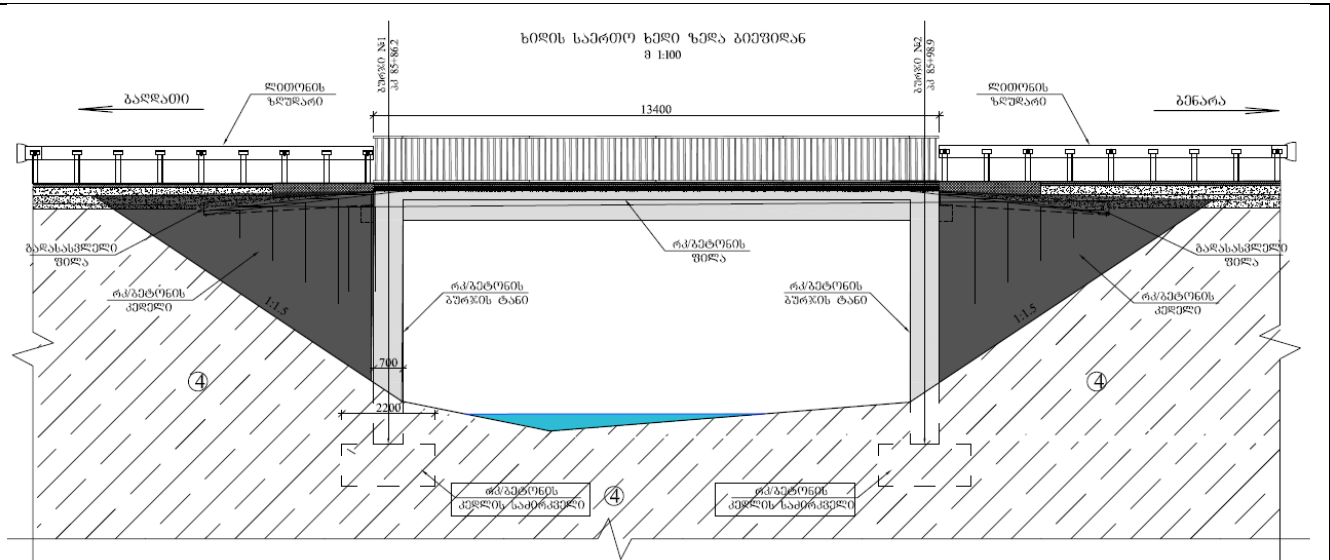 ხიდის საერთო ხედი ზედა ბიეფიდან
მ 1:100
ბურჯი №1
პკ 85+86.2
ბურჯი №2
პკ 85+98.9
ბაღდათი
ლითონის
ზღუდარი
13400
ლითონის
ზღუდარი
ბენარა
გადასასვლელი
ფილა
რკ/ბეტონის
ფილა
გადასასვლელი
ფილა
რკ/ბეტონის
კედელი
1:1.5
რკ/ბეტონის
ბურჯის ტანი
რკ/ბეტონის
ბურჯის ტანი
1:1.5
რკ/ბეტონის
კედელი
700
4
4
2200
რკ/ბეტონის
კედლის საძირკველი
4
რკ/ბეტონის
კედლის საძირკველი